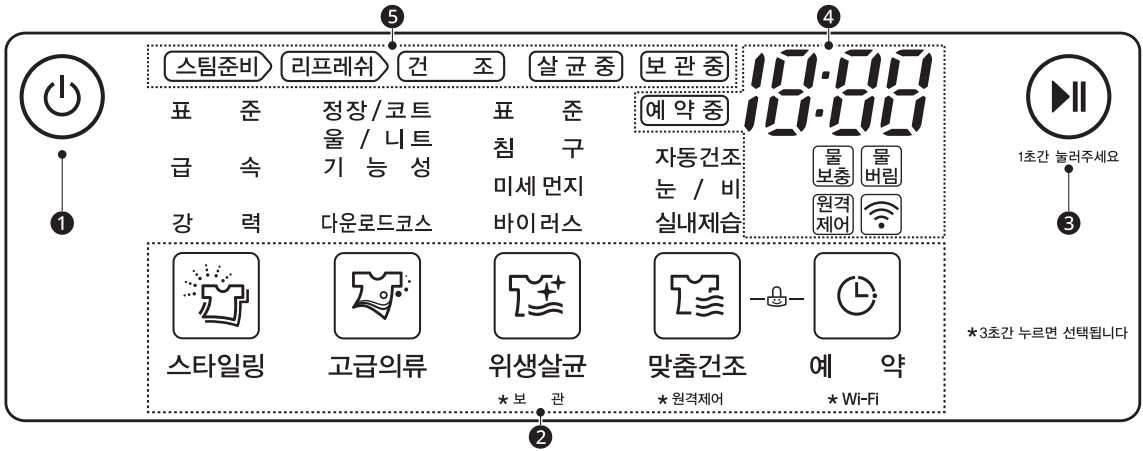 ❺
❹
스팀준비 리프레쉬 건 조 살 균 중 보 관 중
18:88
예 약 중
표 준
급 속
강 력
정장/코트
울 / 니트
기 능 성
다운로드코스
표 준
침 구
미세 먼지
바이러스
자동건조
눈 / 비
실내제습
물
보충
물
버림
원격
제어
1초간 눌러주세요
❶
❸
스타일링
고급의류
위생살균
맞춤건조
예 약
* 보 관
* 원격제어
* Wi-Fi
*3초간 누르면 선택됩니다
❷